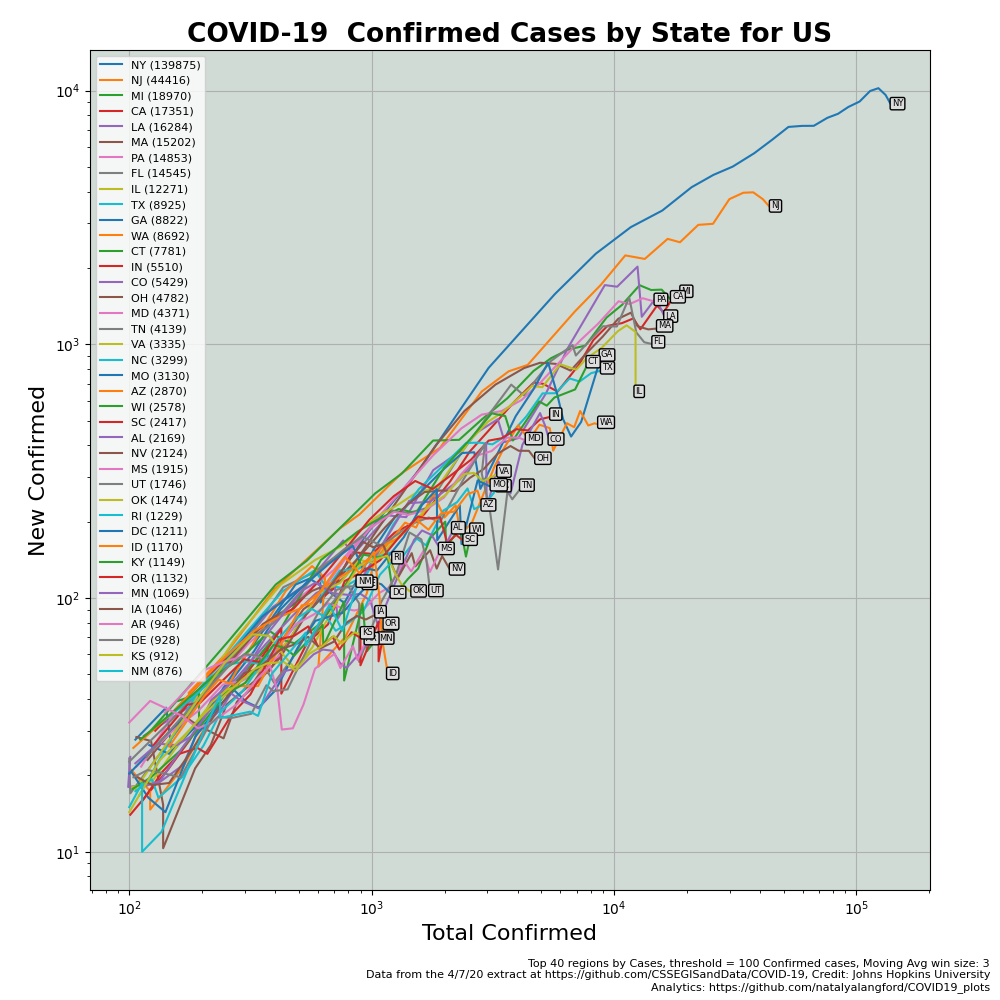 COVID-19  Confirmed Cases by State for US
NY (139875)
NJ (44416)
MI (18970)
CA (17351)
LA (16284)
MA (15202)
PA (14853)
FL (14545)
IL (12271)
TX (8925)
GA (8822)
WA (8692)
CT (7781)
IN (5510)
CO (5429)
OH (4782)
MD (4371)
TN (4139)
VA (3335)
NC (3299)
MO (3130)
AZ (2870)
WI (2578)
SC (2417)
AL (2169)
NV (2124)
MS (1915)
UT (1746)
OK (1474)
RI (1229)
DC (1211)
ID (1170)
KY (1149)
OR (1132)
MN (1069)
IA (1046)
AR (946)
DE (928)
KS (912)
NM (876)
New Confirmed
10⁴
10³
10²
10¹
NY
NJ
MI
PA
CA
LA
MA
FL
GA
CT
TX
IL
IN
WA
MD
CO
OH
VA
MO
TN
AZ
AL
WI
SC
MS
RI
NV
NM
DC
OK
UT
IA
OR
KS
MN
ID
10²
10³
10⁴
10⁵
Total Confirmed
Top 40 regions by Cases, threshold = 100 Confirmed cases, Moving Avg win size: 3
Data from the 4/7/20 extract at https://github.com/CSSEGISandData/COVID-19, Credit: Johns Hopkins University
Analytics: https://github.com/natalyalangford/COVID19_plots